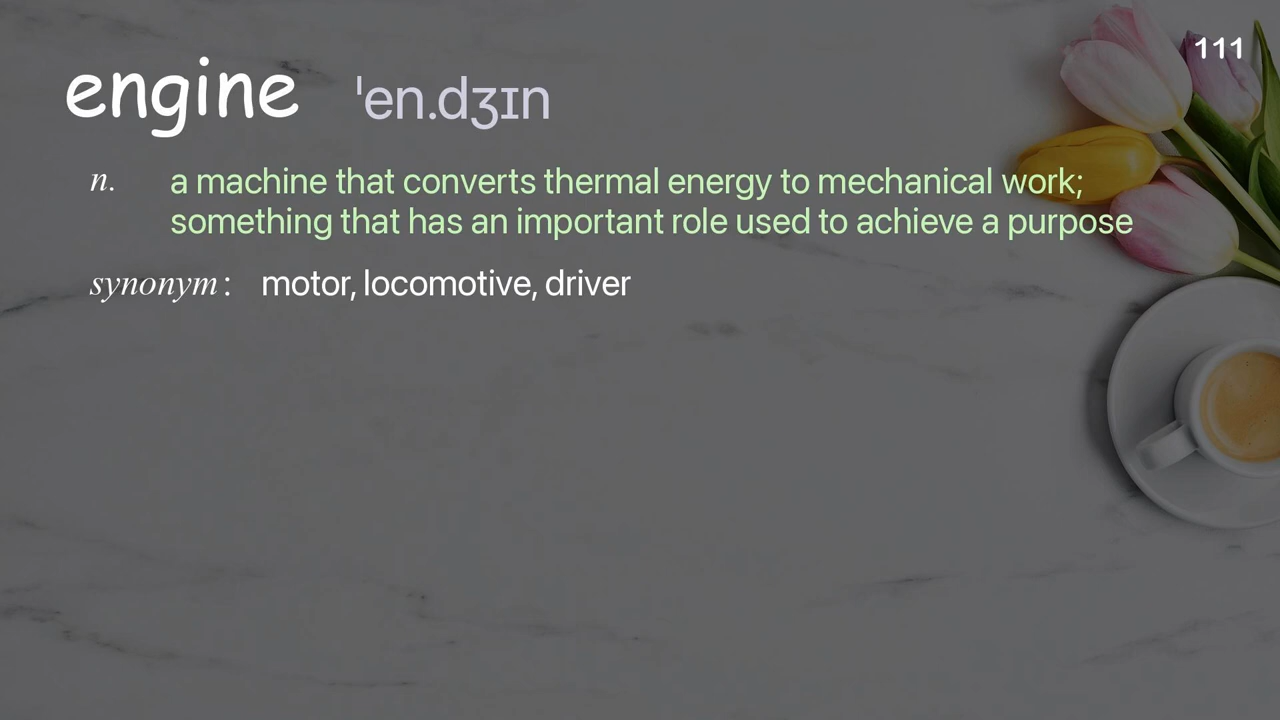 111
engine ˈen.dʒɪn
n. a machine that converts thermal energy to mechanical work;
something that has an important role used to achieve a purpose
synonym : motor, locomotive, driver